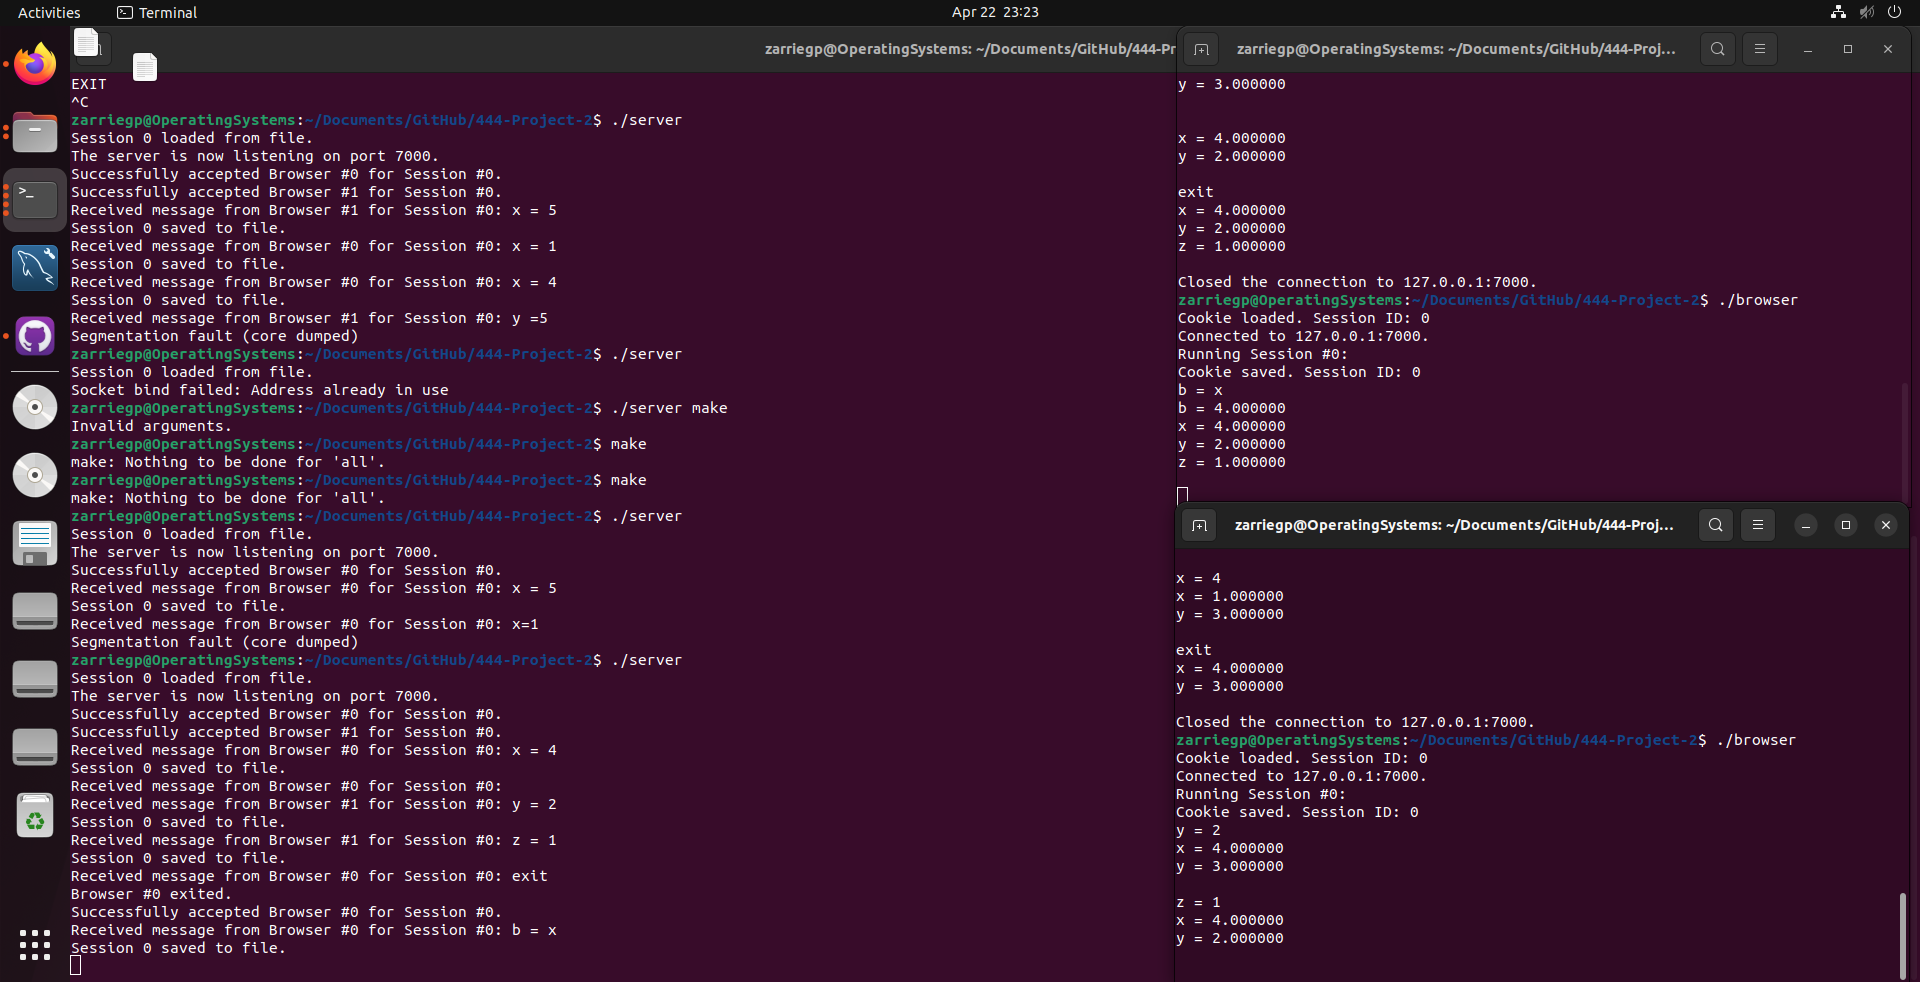 Activities
Terminal
Apr 22 23:23
zarriegp@OperatingSystems: ~/Documents/GitHub/444-Pr
EXIT
^C
zarriegp@OperatingSystems:~/Documents/GitHub/444-Project-2$ ./server
Session 0 loaded from file.
The server is now listening on port 7000.
Successfully accepted Browser #0 for Session #0.
Successfully accepted Browser #1 for Session #0.
Received message from Browser #1 for Session #0: x = 5
Session 0 saved to file.
Received message from Browser #0 for Session #0: x = 1
Session 0 saved to file.
Received message from Browser #0 for Session #0: x = 4
Session 0 saved to file.
Received message from Browser #1 for Session #0: y =5
Segmentation fault (core dumped)
zarriegp@OperatingSystems:~/Documents/GitHub/444-Project-2$ ./server
Session 0 loaded from file.
Socket bind failed: Address already in use
zarriegp@OperatingSystems:~/Documents/GitHub/444-Project-2$ ./server make
Invalid arguments.
zarriegp@OperatingSystems:~/Documents/GitHub/444-Project-2$ make
make: Nothing to be done for 'all'.
zarriegp@OperatingSystems:~/Documents/GitHub/444-Project-2$ make
make: Nothing to be done for 'all'.
zarriegp@OperatingSystems:~/Documents/GitHub/444-Project-2$ ./server
Session 0 loaded from file.
The server is now listening on port 7000.
Successfully accepted Browser #0 for Session #0.
Received message from Browser #0 for Session #0: x = 5
Session 0 saved to file.
Received message from Browser #0 for Session #0: x=1
Segmentation fault (core dumped)
zarriegp@OperatingSystems:~/Documents/GitHub/444-Project-2$ ./server
Session 0 loaded from file.
The server is now listening on port 7000.
Successfully accepted Browser #0 for Session #0.
Successfully accepted Browser #1 for Session #0.
Received message from Browser #0 for Session #0: x = 4
Session 0 saved to file.
Received message from Browser #0 for Session #0:
Received message from Browser #1 for Session #0: y = 2
Session 0 saved to file.
Received message from Browser #1 for Session #0: z = 1
Session 0 saved to file.
Received message from Browser #0 for Session #0: exit
Browser #0 exited.
Successfully accepted Browser #0 for Session #0.
Received message from Browser #0 for Session #0: b = x
Session 0 saved to file.
zarriegp@OperatingSystems: ~/Documents/GitHub/444-Proj...
y = 3.000000
x = 4.000000
y = 2.000000
exit
x = 4.000000
y = 2.000000
z = 1.000000
Closed the connection to 127.0.0.1:7000.
zarriegp@OperatingSystems:~/Documents/GitHub/444-Project-2$ ./browser
Cookie loaded. Session ID: 0
Connected to 127.0.0.1:7000.
Running Session #0:
Cookie saved. Session ID: 0
b = x
b = 4.000000
x = 4.000000
y = 2.000000
z = 1.000000
zarriegp@OperatingSystems: ~/Documents/GitHub/444-Proj...
x = 4
x = 1.000000
y = 3.000000
exit
x = 4.000000
y = 3.000000
Closed the connection to 127.0.0.1:7000.
zarriegp@OperatingSystems:~/Documents/GitHub/444-Project-2$ ./browser
Cookie loaded. Session ID: 0
Connected to 127.0.0.1:7000.
Running Session #0:
Cookie saved. Session ID: 0
y = 2
x = 4.000000
y = 3.000000
z = 1
x = 4.000000
y = 2.000000